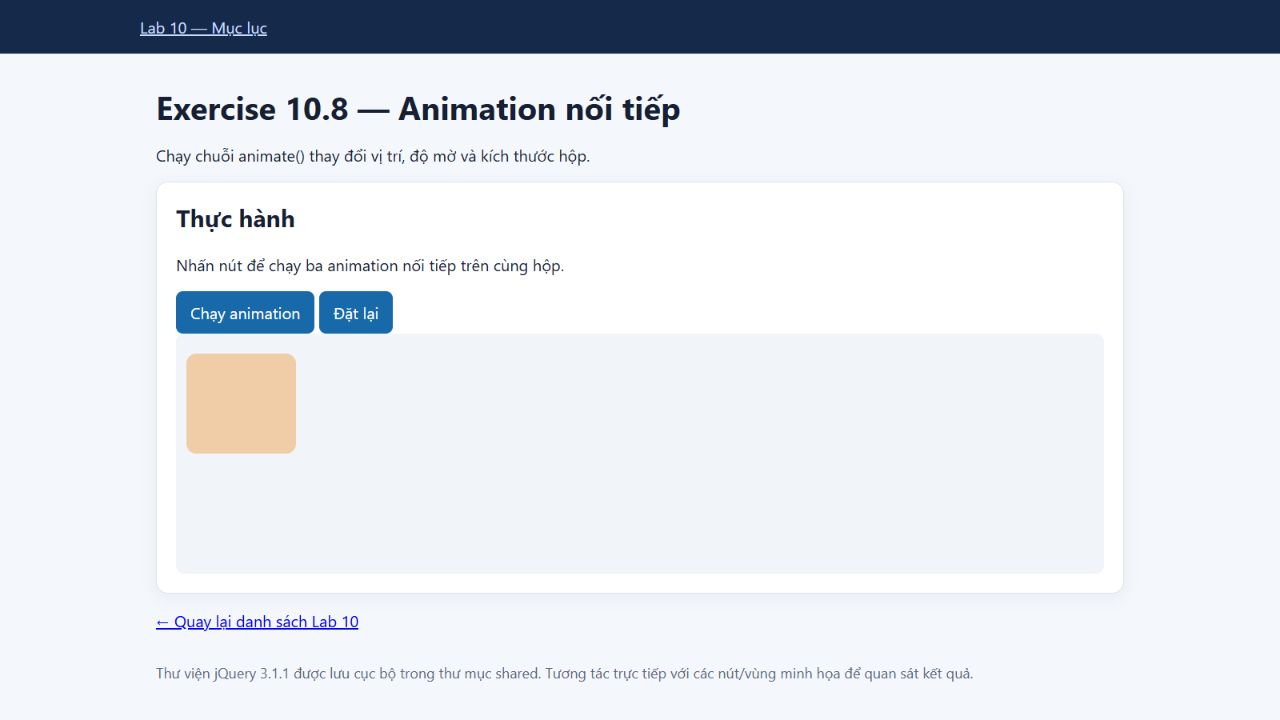 Lab 10 — Mục lục
Exercise 10.8 — Animation nối tiếp
Chạy chuỗi animate() thay đổi vị trí, độ mờ và kích thước hộp.
Thực hành
Nhấn nút để chạy ba animation nối tiếp trên cùng hộp.
Chạy animation Đặt lại
← Quay lại danh sách Lab 10
Thư viện jQuery 3.1.1 được lưu cục bộ trong thư mục shared. Tương tác trực tiếp với các nút/vùng minh họa để quan sát kết quả.